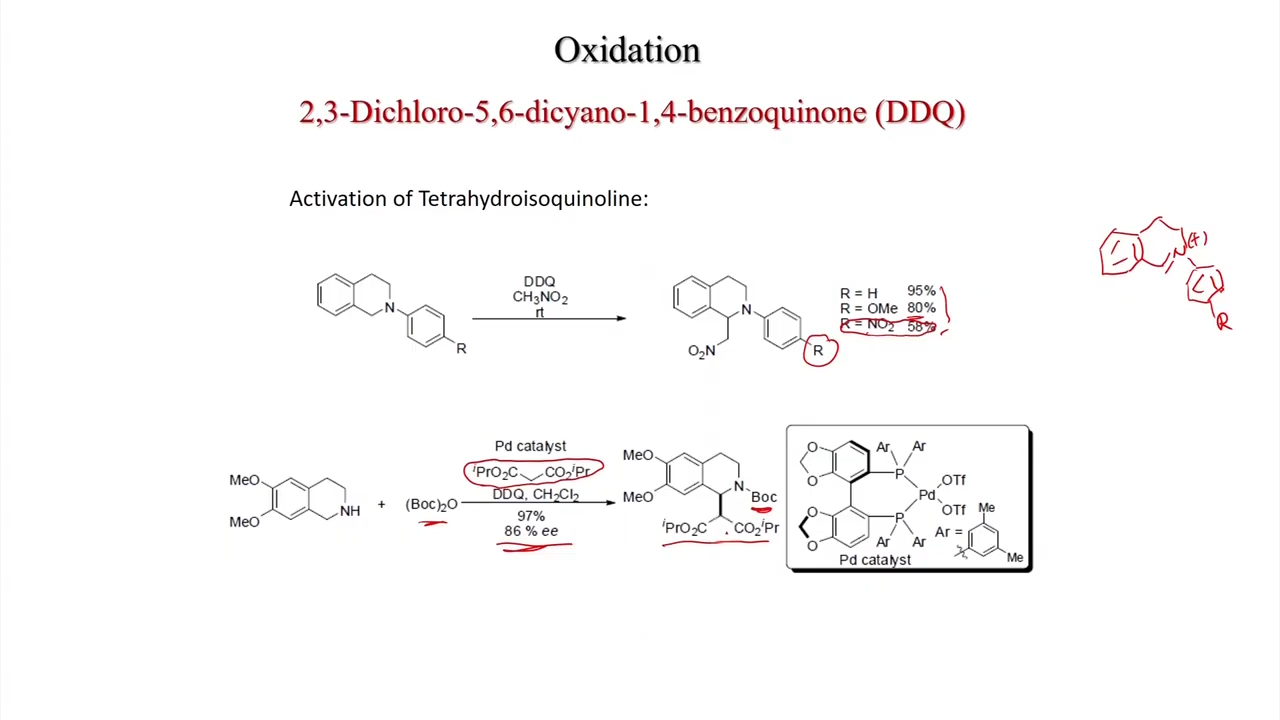 Oxidation
2,3-Dichloro-5,6-dicyano-1,4-benzoquinone (DDQ)
Activation of Tetrahydroisoquinoline:
N
R
DDQ
CH3NO2
rt
N
O2N
R
R = H 95%
R = OMe 80%
R = NO2 58%
N (+)
R
MeO
MeO
NH
+
(Boc)2O
Pd catalyst
iPrO2C CO2iPr
DDQ, CH2Cl2
97%
86 % ee
MeO
MeO
N
Boc
iPrO2C CO2iPr
O
O
O
O
Ar Ar
P
Pd
OTf
OTf
P
Ar Ar
Ar =
Me
Me
Pd catalyst